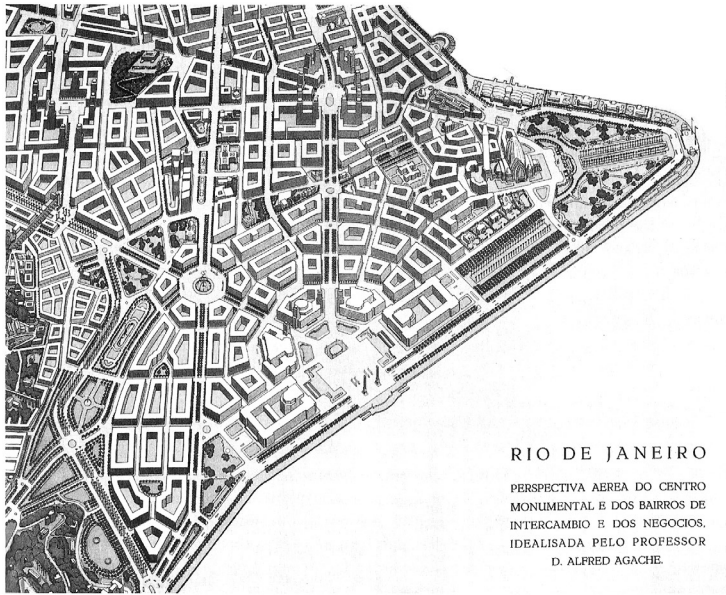 RIO DE JANEIRO
PERSPECTIVA AEREA DO CENTRO
MONUMENTAL E DOS BAIRROS DE
INTERCAMBIO E DOS NEGOCIOS,
IDEALISADA PELO PROFESSOR
D. ALFRED AGACHE.